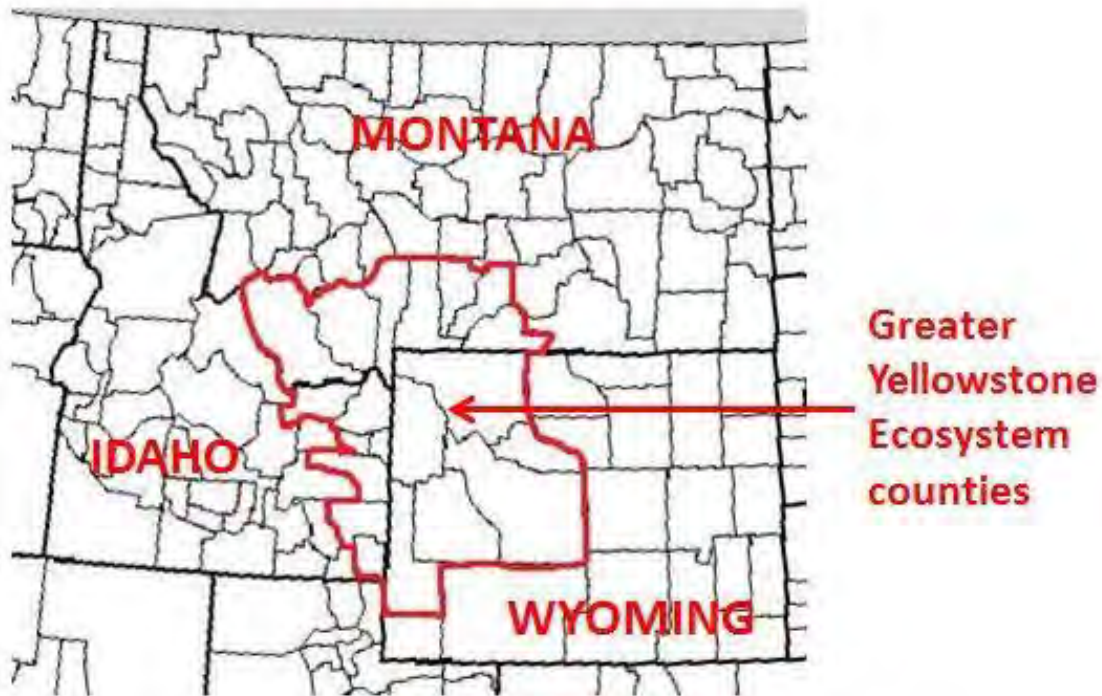 MONTANA
Greater
Yellowstone
Ecosystem
counties
IDAHO
WYOMING